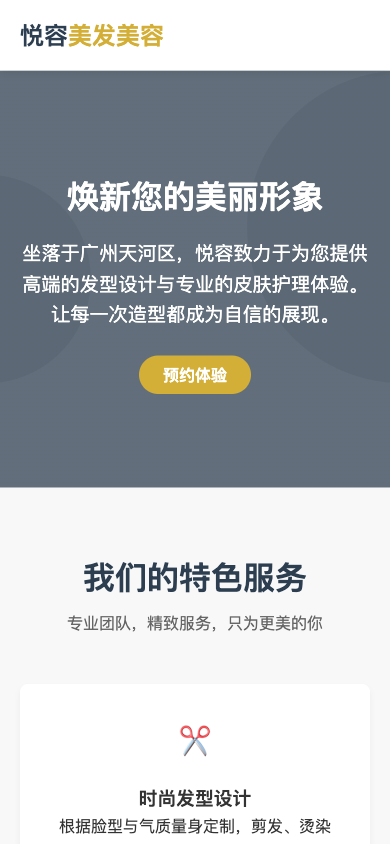 悦容美发美容
焕新您的美丽形象
坐落于广州天河区，悦容致力于为您提供
高端的发型设计与专业的皮肤护理体验。
让每一次造型都成为自信的展现。
预约体验
我们的特色服务
专业团队，精致服务，只为更美的你
时尚发型设计
根据脸型与气质量身定制，剪发、烫染